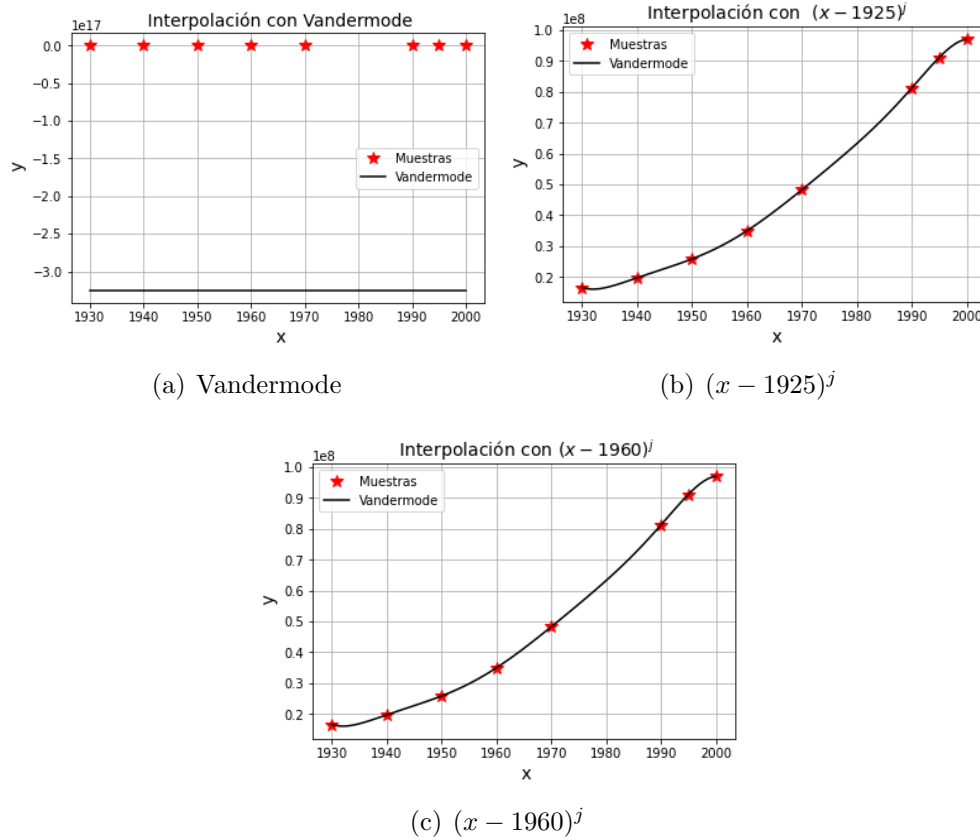 Interpolación con Vandermode
1e17
0.0
−0.5
−1.0
−1.5
−2.0
−2.5
−3.0
y
Muestras
Vandermode
1930 1940 1950 1960 1970 1980 1990 2000
x
(a) Vandermode
Interpolación con (x − 1925)^j
1e8
1.0
0.9
0.8
0.7
0.6
0.5
0.4
0.3
0.2
y
Muestras
Vandermode
1930 1940 1950 1960 1970 1980 1990 2000
x
(b) (x − 1925)^j
Interpolación con (x − 1960)^j
1e8
1.0
0.9
0.8
0.7
0.6
0.5
0.4
0.3
0.2
y
Muestras
Vandermode
1930 1940 1950 1960 1970 1980 1990 2000
x
(c) (x − 1960)^j